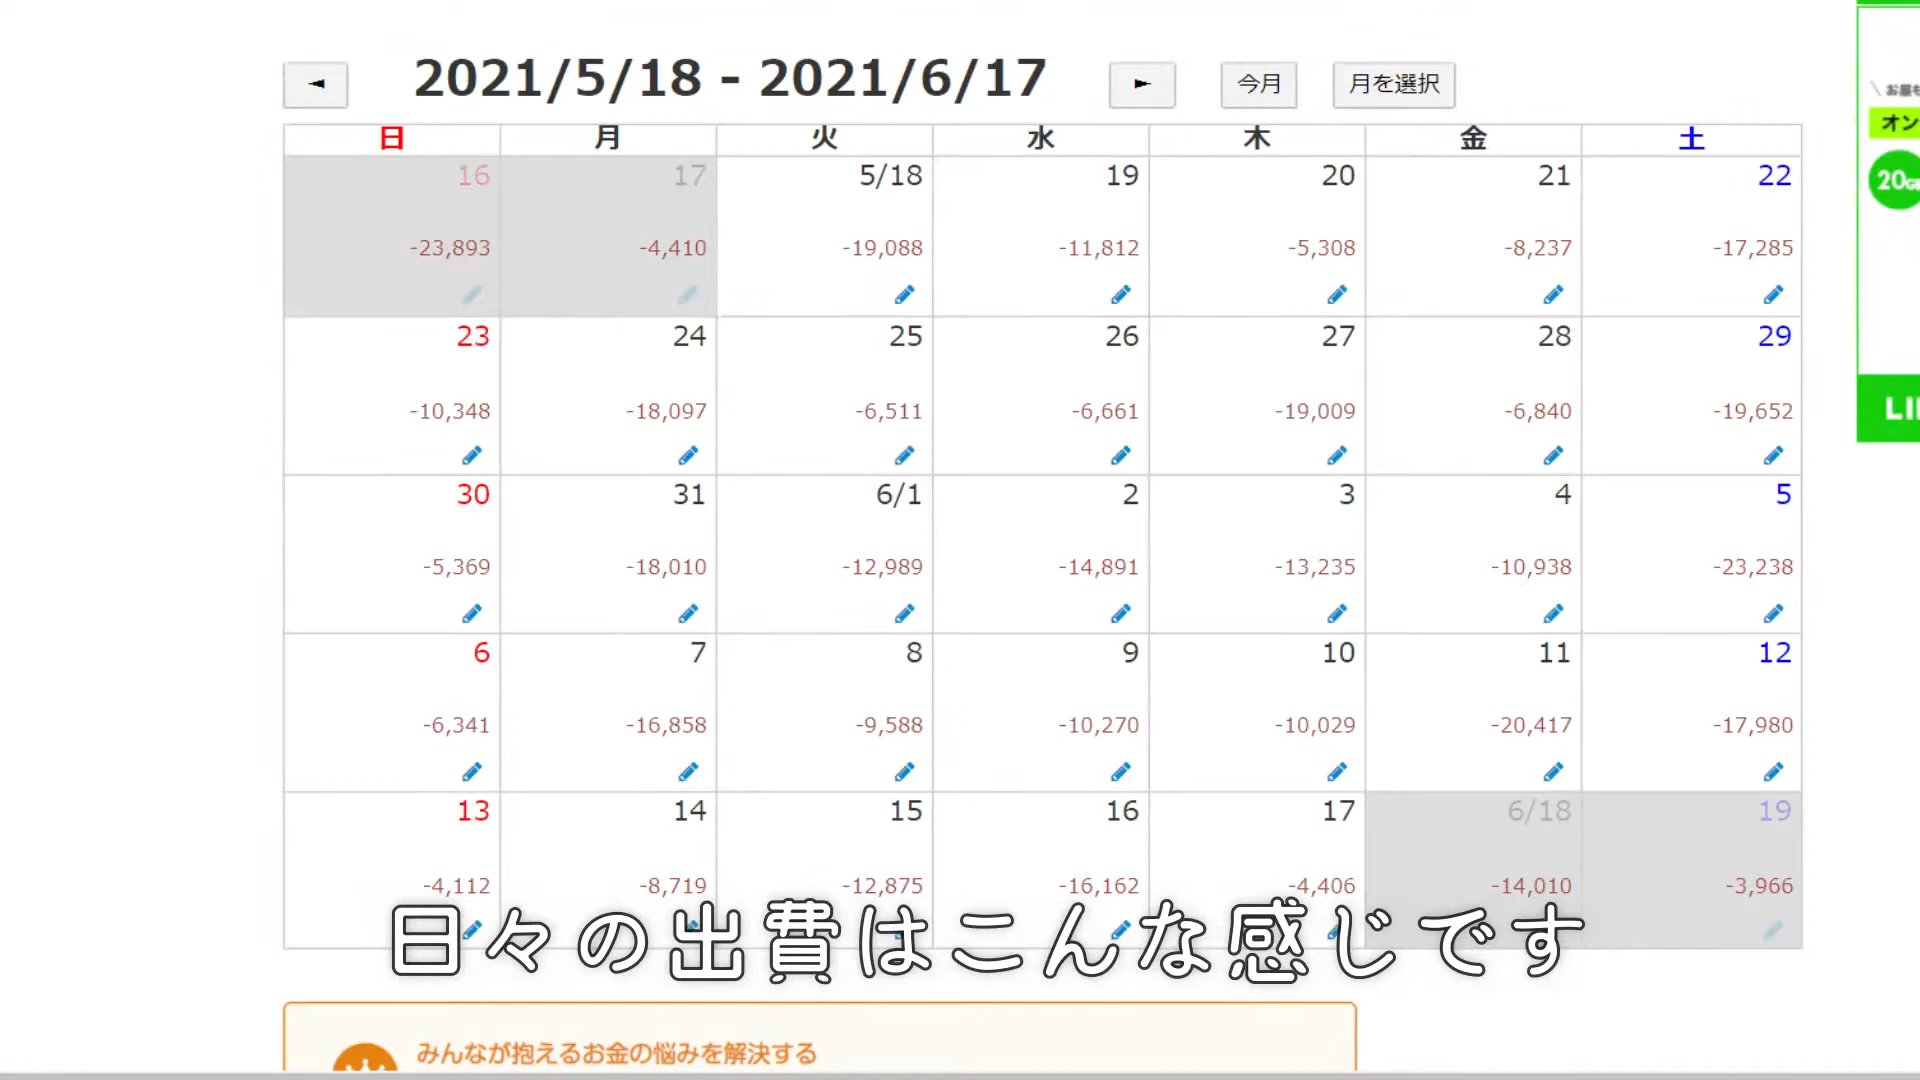 ◄ 2021/5/18 - 2021/6/17 ► 今月 月を選択
日 月 火 水 木 金 土
16 17 5/18 19 20 21 22
-23,893 -4,410 -19,088 -11,812 -5,308 -8,237 -17,285
23 24 25 26 27 28 29
-10,348 -18,097 -6,511 -6,661 -19,009 -6,840 -19,652
30 31 6/1 2 3 4 5
-5,369 -18,010 -12,989 -14,891 -13,235 -10,938 -23,238
6 7 8 9 10 11 12
-6,341 -16,858 -9,588 -10,270 -10,029 -20,417 -17,980
13 14 15 16 17 6/18 19
-4,112 -8,719 -12,875 -16,162 -4,406 -14,010 -3,966
日々の出費はこんな感じです
みんなが抱えるお金の悩みを解決する
オン
20G
LI